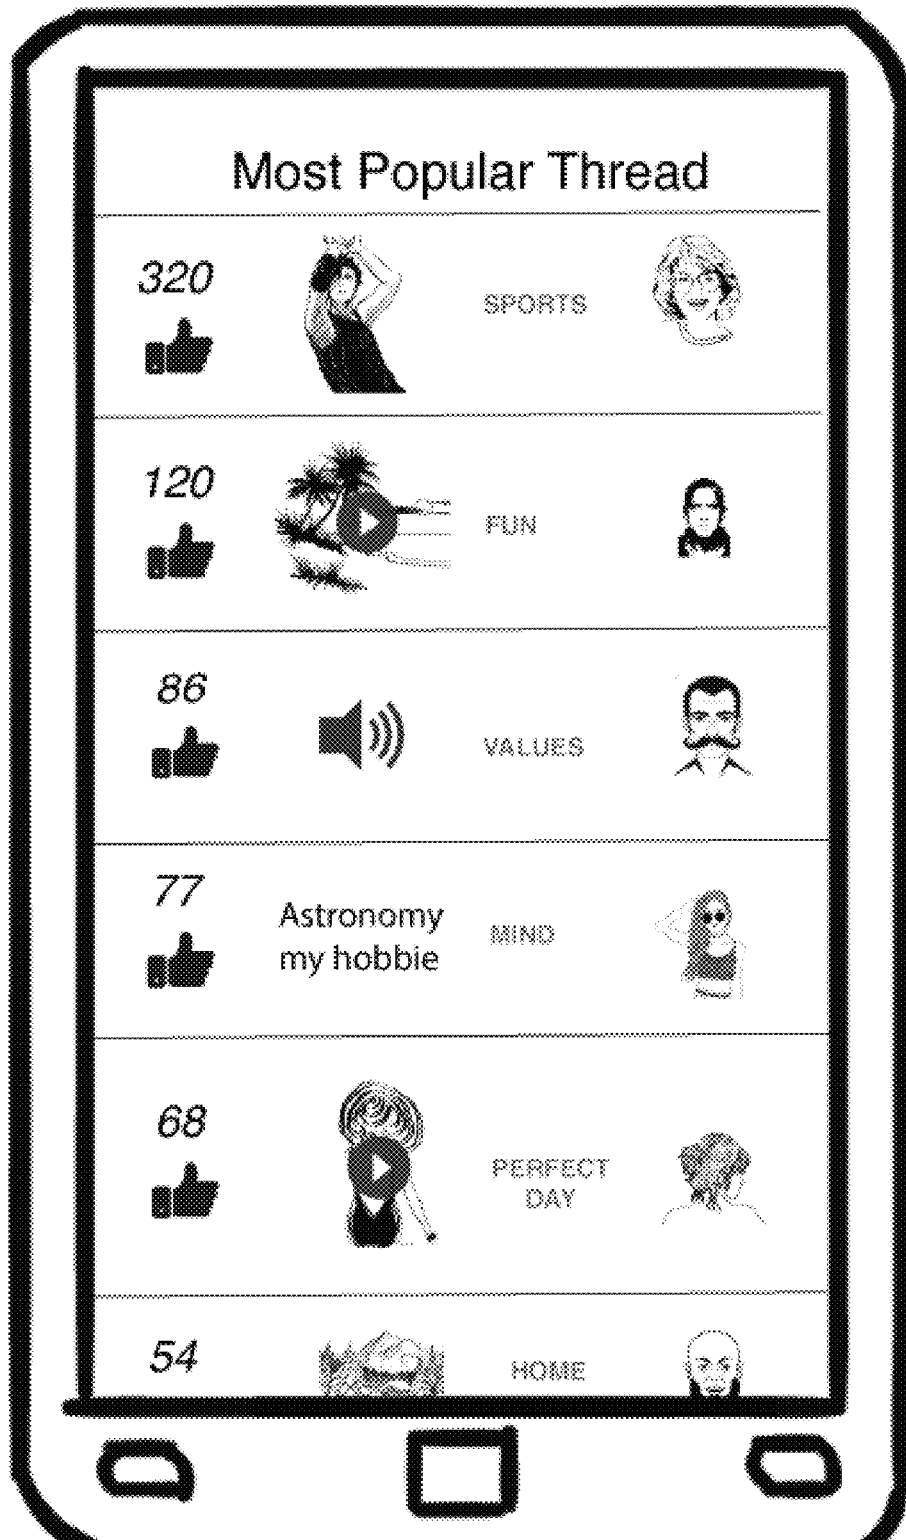 Most Popular Thread
320
SPORTS
120
FUN
86
VALUES
77
Astronomy
my hobbie
MIND
68
PERFECT
DAY
54
HOME